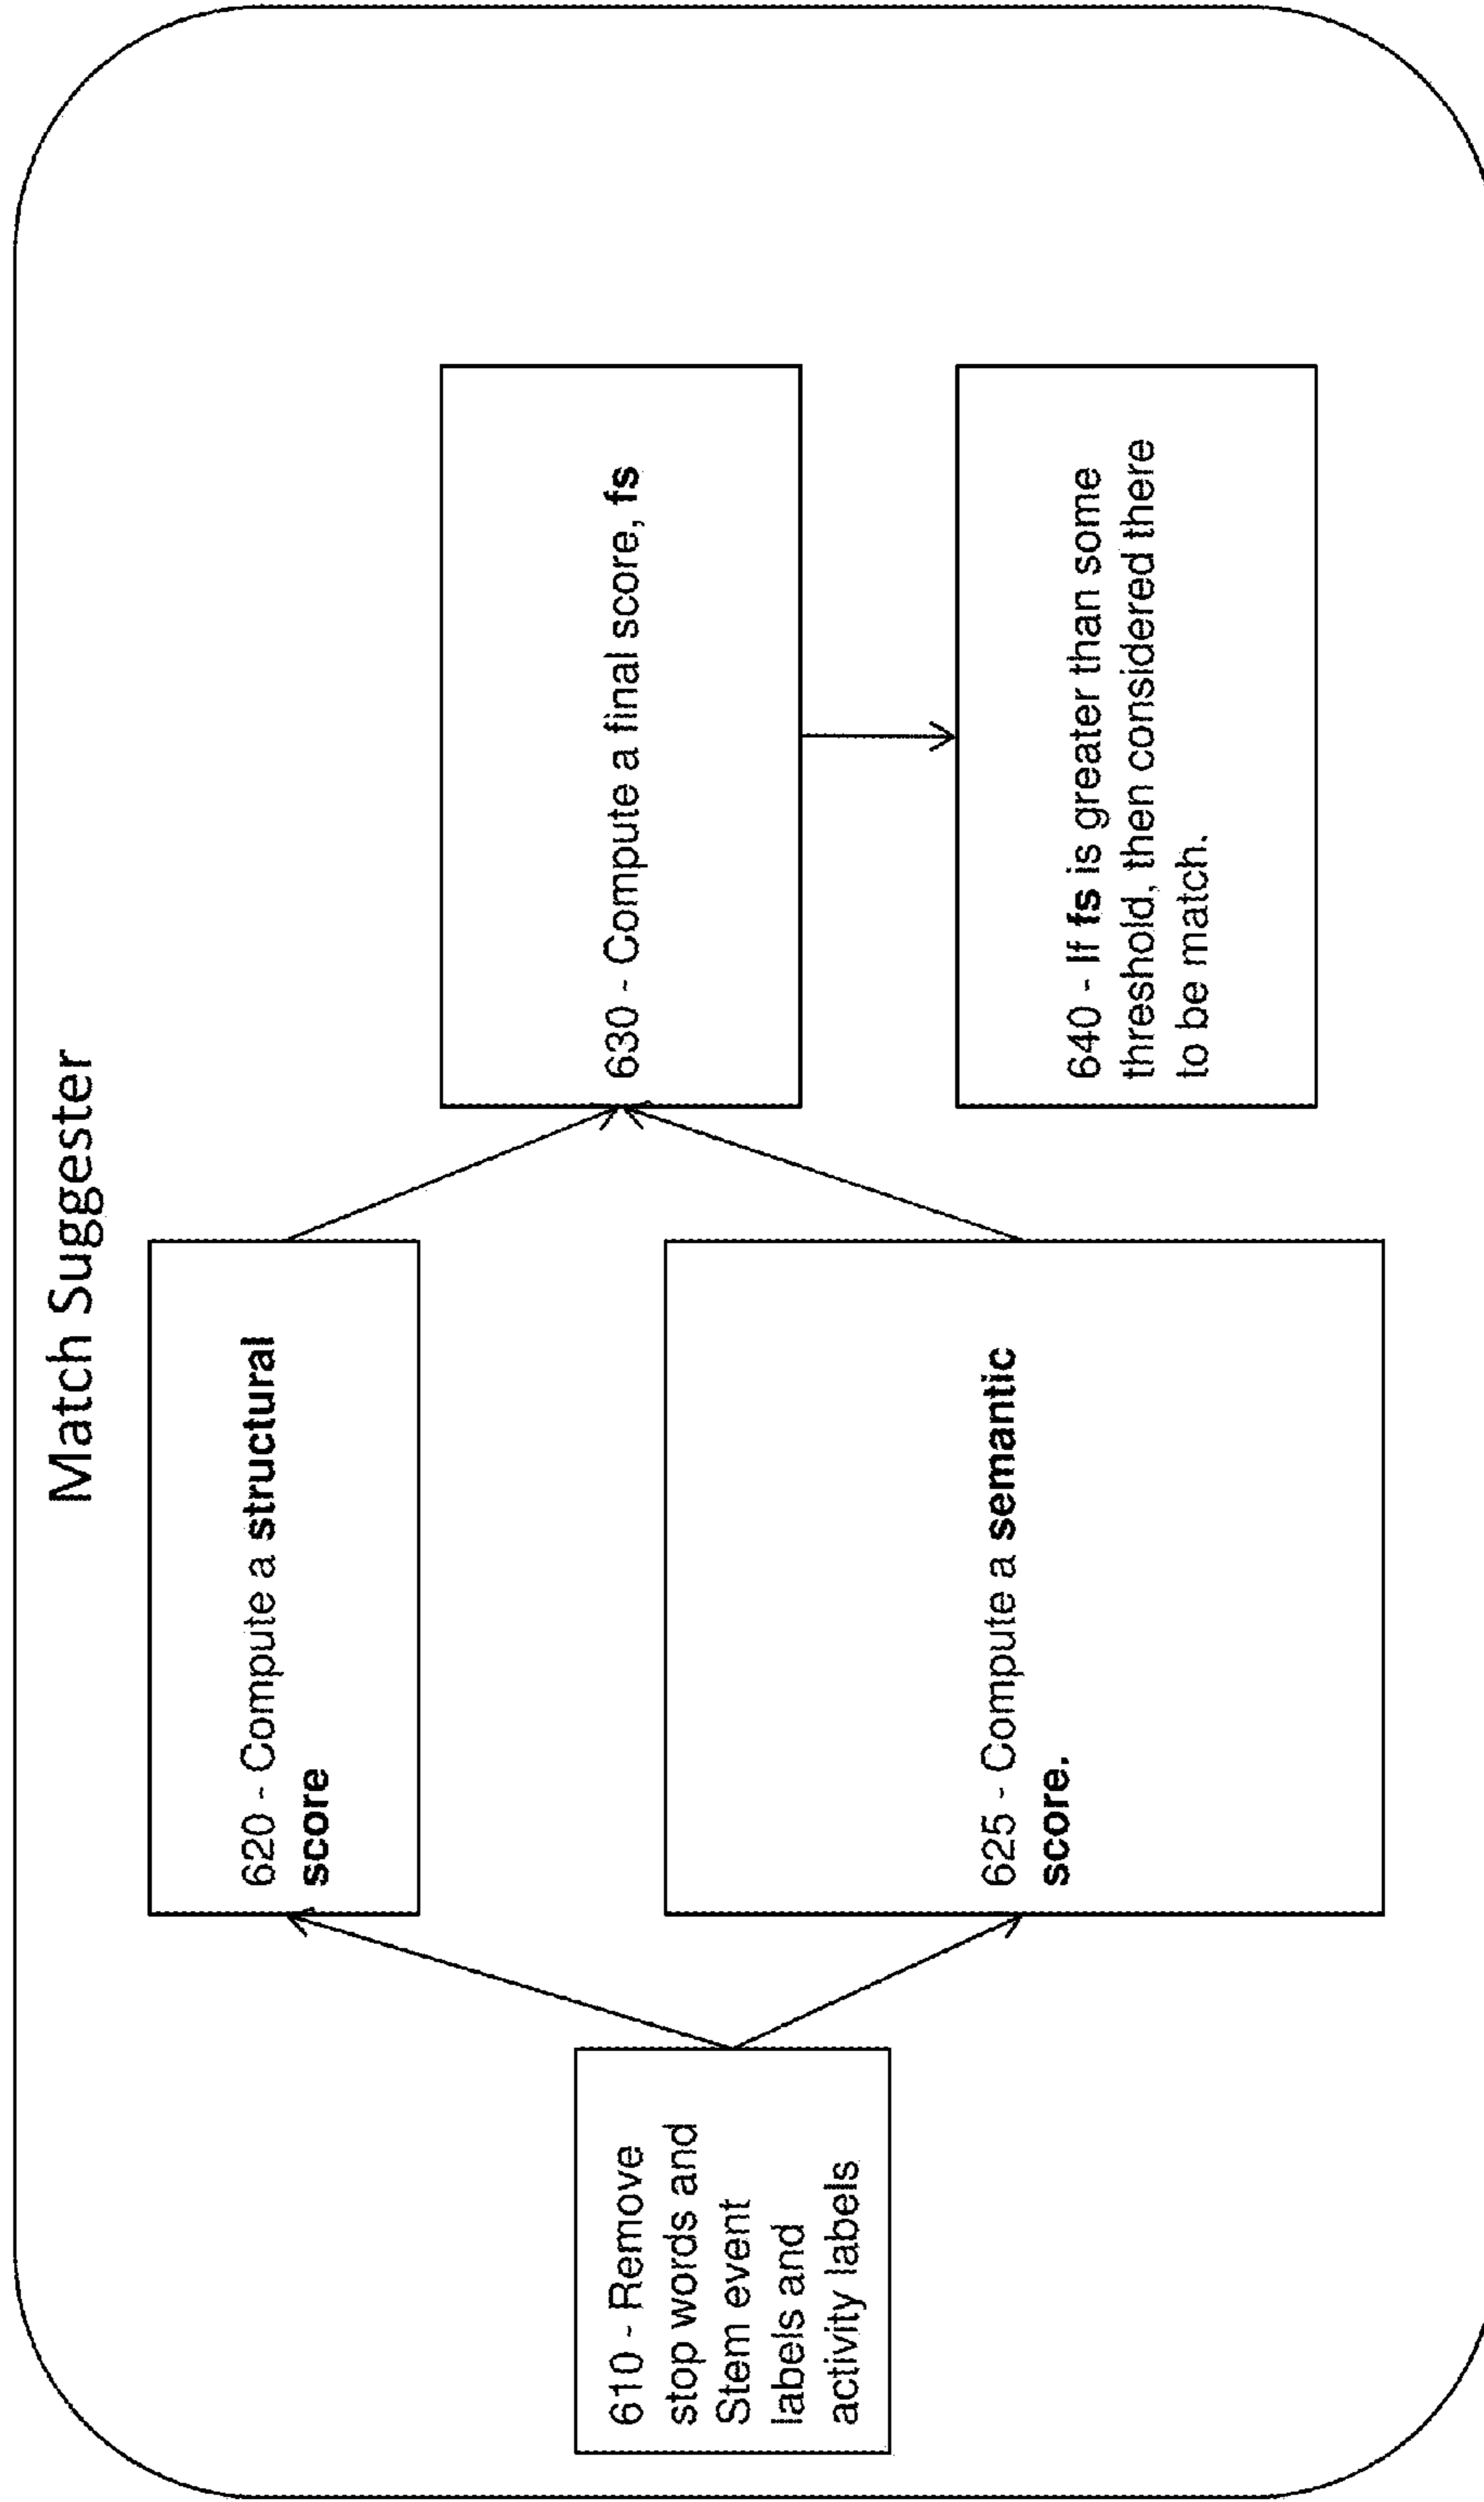 Match Suggester
610 - Remove
stop words and
Stem event
labels and
activity labels
620 - Compute a structural
score
625 - Compute a semantic
score.
630 - Compute a final score, fs
640 - If fs is greater than some
threshold, then considered there
to be match.